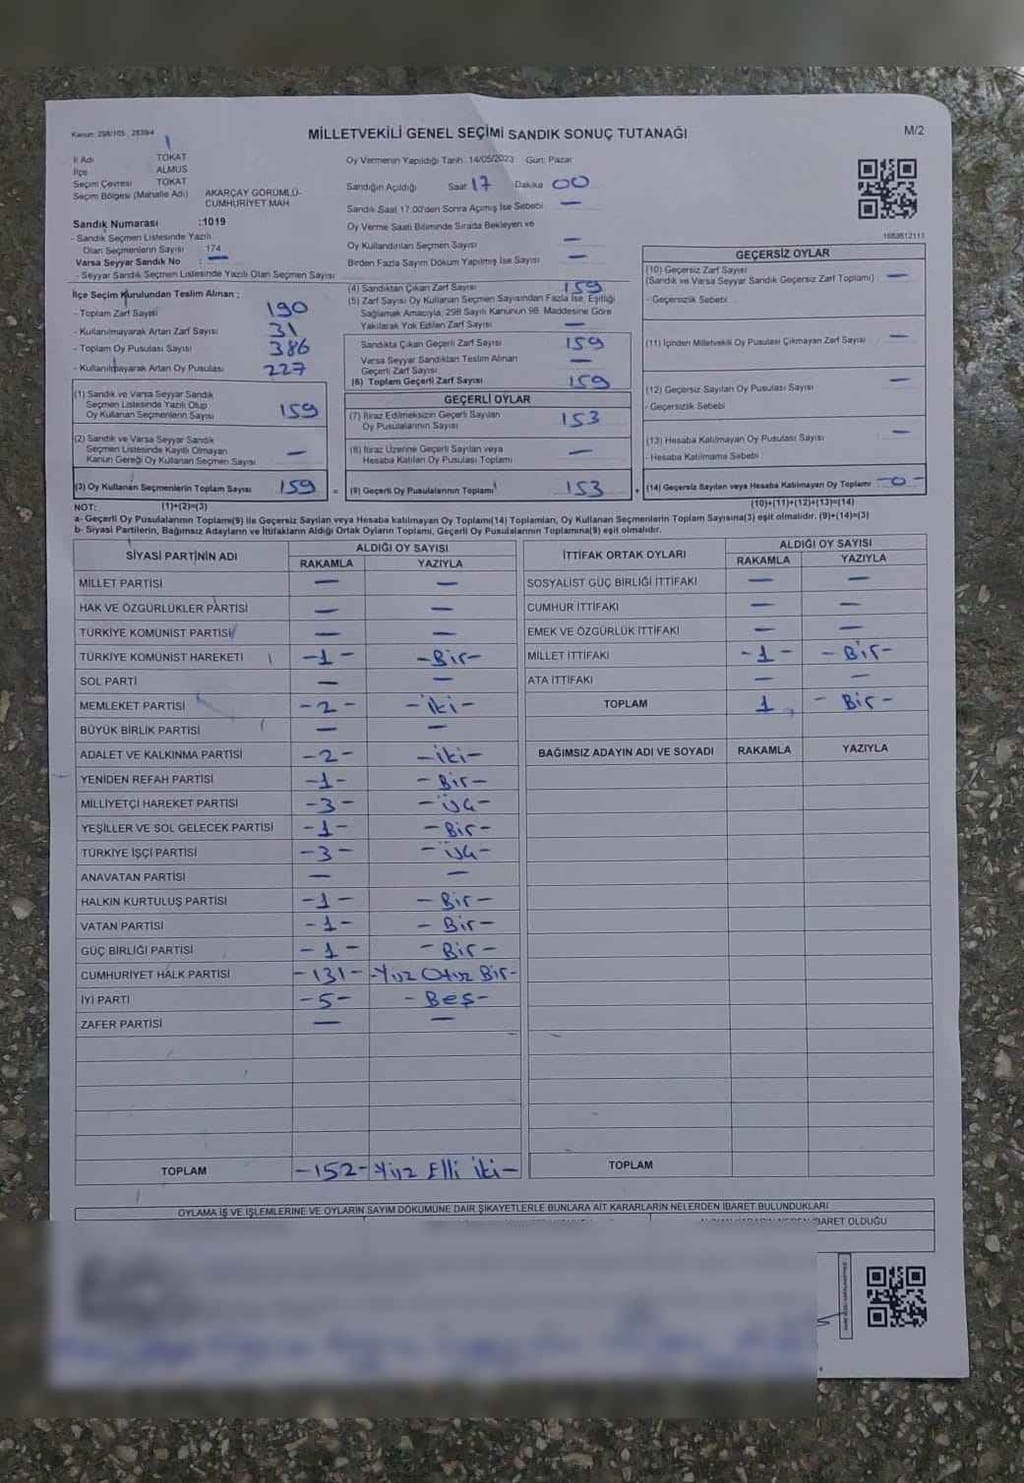 Kanun: 298/105, 2839/4
MİLLETVEKİLİ GENEL SEÇİMİ SANDIK SONUÇ TUTANAĞI
M/2
İl Adı TOKAT
İlçe ALMUS
Seçim Çevresi TOKAT
Seçim Bölgesi (Mahalle Adı) AKARÇAY GÖRÜMLÜ-
CUMHURİYET MAH
Sandık Numarası :1019
- Sandık Seçmen Listesinde Yazılı
Olan Seçmenlerin Sayısı 174
Varsa Seyyar Sandık No : —
- Seyyar Sandık Seçmen Listesinde Yazılı Olan Seçmen Sayısı
Oy Vermenin Yapıldığı Tarih: 14/05/2023 Gün: Pazar
Sandığın Açıldığı Saat 17 Dakika 00
Sandık Saat 17.00'den Sonra Açılmış İse Sebebi —
Oy Verme Saati Bitiminde Sırada Bekleyen ve
Oy Kullandırılan Seçmen Sayısı —
Birden Fazla Sayım Döküm Yapılmış İse Sayısı —
İlçe Seçim Kurulundan Teslim Alınan ;
- Toplam Zarf Sayısı 190
- Kullanılmayarak Artan Zarf Sayısı 31
- Toplam Oy Pusulası Sayısı 386
- Kullanılmayarak Artan Oy Pusulası 227
(1) Sandık ve Varsa Seyyar Sandık
Seçmen Listesinde Yazılı Olup
Oy Kullanan Seçmenlerin Sayısı 159
(2) Sandık ve Varsa Seyyar Sandık
Seçmen Listesinde Kayıtlı Olmayan
Kanun Gereği Oy Kullanan Seçmen Sayısı —
(3) Oy Kullanan Seçmenlerin Toplam Sayısı 159 =
(4) Sandıktan Çıkan Zarf Sayısı 159
(5) Zarf Sayısı Oy Kullanan Seçmen Sayısından Fazla İse, Eşitliği
Sağlamak Amacıyla, 298 Sayılı Kanunun 98. Maddesine Göre
Yakılarak Yok Edilen Zarf Sayısı —
Sandıkta Çıkan Geçerli Zarf Sayısı 159
Varsa Seyyar Sandıktan Teslim Alınan
Geçerli Zarf Sayısı —
(6) Toplam Geçerli Zarf Sayısı 159
GEÇERLİ OYLAR
(7) İtiraz Edilmeksizin Geçerli Sayılan
Oy Pusulalarının Sayısı 153
(8) İtiraz Üzerine Geçerli Sayılan veya
Hesaba Katılan Oy Pusulası Toplamı —
(9) Geçerli Oy Pusulalarının Toplamı 153 +
1683812111
GEÇERSİZ OYLAR
(10) Geçersiz Zarf Sayısı
(Sandık ve Varsa Seyyar Sandık Geçersiz Zarf Toplamı) —
- Geçersizlik Sebebi
(11) İçinden Milletvekili Oy Pusulası Çıkmayan Zarf Sayısı —
(12) Geçersiz Sayılan Oy Pusulası Sayısı —
- Geçersizlik Sebebi
(13) Hesaba Katılmayan Oy Pusulası Sayısı —
- Hesaba Katılmama Sebebi
(14) Geçersiz Sayılan veya Hesaba Katılmayan Oy Toplamı -0-
NOT: (1)+(2)=(3) (10)+(11)+(12)+(13)=(14)
a- Geçerli Oy Pusulalarının Toplamı(9) ile Geçersiz Sayılan veya Hesaba katılmayan Oy Toplamı(14) Toplamları, Oy Kullanan Seçmenlerin Toplam Sayısına(3) eşit olmalıdır. (9)+(14)=(3)
b- Siyasi Partilerin, Bağımsız Adayların ve İttifakların Aldığı Ortak Oyların Toplamı, Geçerli Oy Pusulalarının Toplamına(9) eşit olmalıdır.
SİYASİ PARTİNİN ADI ALDIĞI OY SAYISI
RAKAMLA YAZIYLA
MİLLET PARTİSİ — —
HAK VE ÖZGÜRLÜKLER PARTİSİ — —
TÜRKİYE KOMÜNİST PARTİSİ — —
TÜRKİYE KOMÜNİST HAREKETİ -1- -Bir-
SOL PARTİ — —
MEMLEKET PARTİSİ -2- -iki-
BÜYÜK BİRLİK PARTİSİ — —
ADALET VE KALKINMA PARTİSİ -2- -iki-
YENİDEN REFAH PARTİSİ -1- -Bir-
MİLLİYETÇİ HAREKET PARTİSİ -3- -üç-
YEŞİLLER VE SOL GELECEK PARTİSİ -1- -Bir-
TÜRKİYE İŞÇİ PARTİSİ -3- -üç-
ANAVATAN PARTİSİ — —
HALKIN KURTULUŞ PARTİSİ -1- -Bir-
VATAN PARTİSİ -1- -Bir-
GÜÇ BİRLİĞİ PARTİSİ -1- -Bir-
CUMHURİYET HALK PARTİSİ -131- -Yüz Otuz Bir-
İYİ PARTİ -5- -Beş-
ZAFER PARTİSİ — —
TOPLAM -152- Yüz Elli iki-
İTTİFAK ORTAK OYLARI ALDIĞI OY SAYISI
RAKAMLA YAZIYLA
SOSYALİST GÜÇ BİRLİĞİ İTTİFAKI — —
CUMHUR İTTİFAKI — —
EMEK VE ÖZGÜRLÜK İTTİFAKI — —
MİLLET İTTİFAKI -1- -Bir-
ATA İTTİFAKI — —
TOPLAM 1 -Bir-
BAĞIMSIZ ADAYIN ADI VE SOYADI RAKAMLA YAZIYLA
TOPLAM
OYLAMA İŞ VE İŞLEMLERİNE VE OYLARIN SAYIM DÖKÜMÜNE DAİR ŞİKAYETLERLE BUNLARA AİT KARARLARIN NELERDEN İBARET BULUNDUKLARI
İBARET OLDUĞU